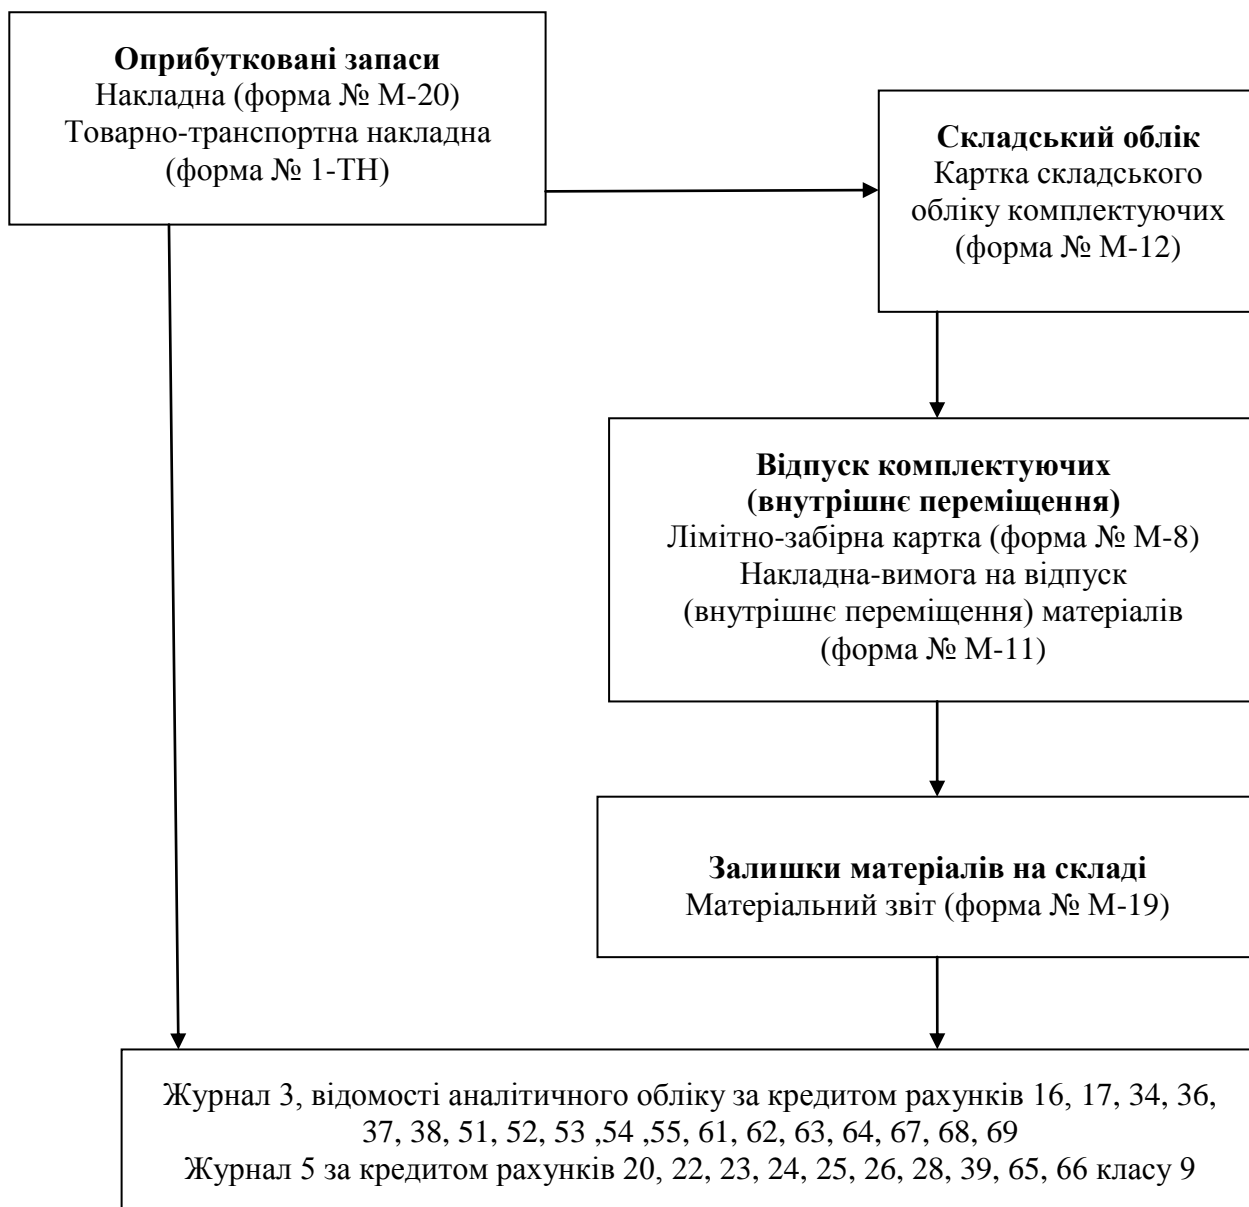 Оприбутковані запаси
Накладна (форма № М-20)
Товарно-транспортна накладна
(форма № 1-ТН)
Складський облік
Картка складського
обліку комплектуючих
(форма № М-12)
Відпуск комплектуючих
(внутрішнє переміщення)
Лімітно-забірна картка (форма № М-8)
Накладна-вимога на відпуск
(внутрішнє переміщення) матеріалів
(форма № М-11)
Залишки матеріалів на складі
Матеріальний звіт (форма № М-19)
Журнал 3, відомості аналітичного обліку за кредитом рахунків 16, 17, 34, 36,
37, 38, 51, 52, 53 ,54 ,55, 61, 62, 63, 64, 67, 68, 69
Журнал 5 за кредитом рахунків 20, 22, 23, 24, 25, 26, 28, 39, 65, 66 класу 9